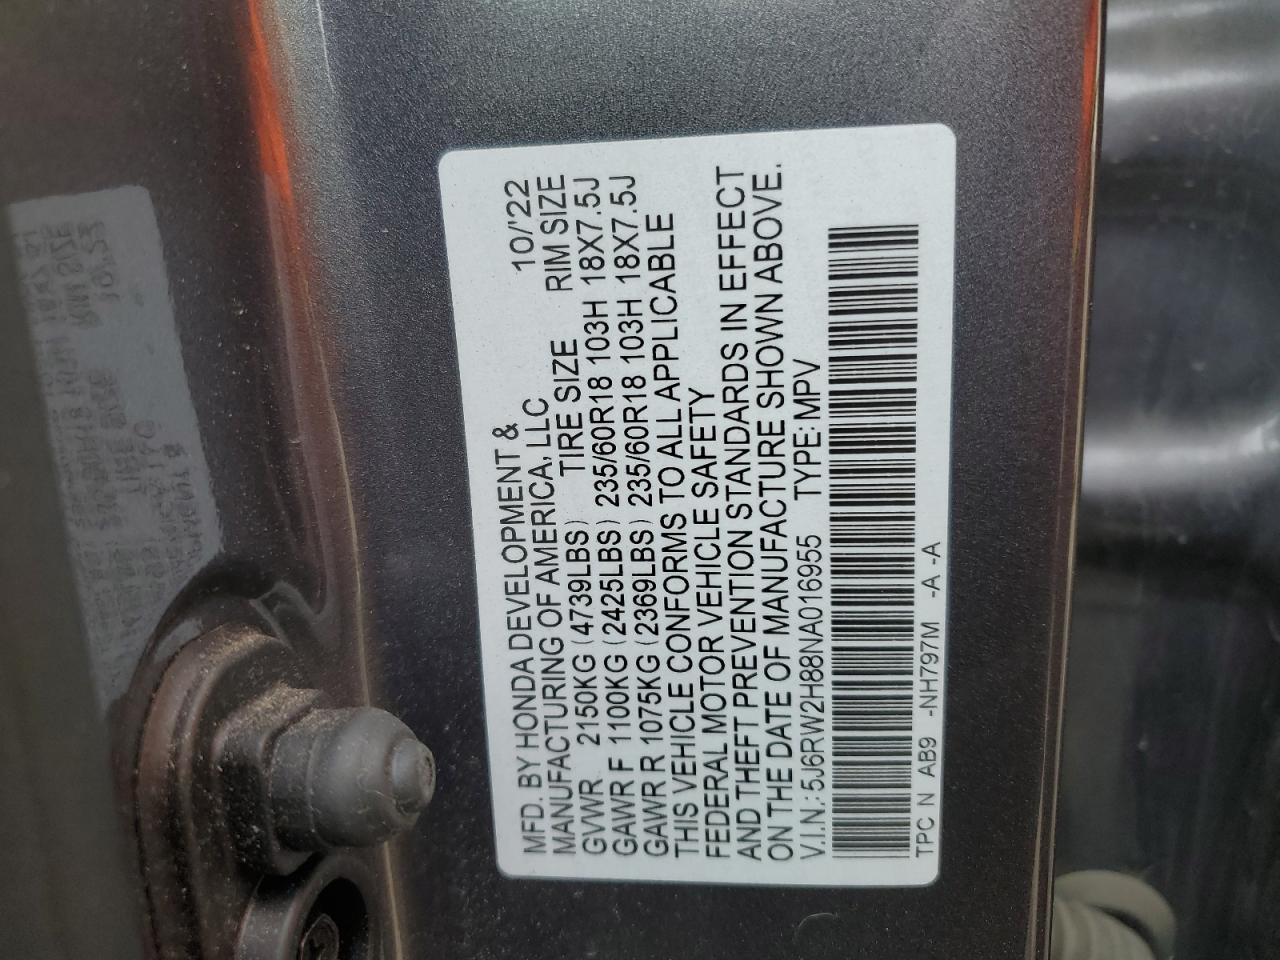 MFD. BY HONDA DEVELOPMENT & 10/'22
MANUFACTURING OF AMERICA, LLC
GVWR 2150KG (4739LBS) TIRE SIZE RIM SIZE
GAWR F 1100KG (2425LBS) 235/60R18 103H 18X7.5J
GAWR R 1075KG (2369LBS) 235/60R18 103H 18X7.5J
THIS VEHICLE CONFORMS TO ALL APPLICABLE
FEDERAL MOTOR VEHICLE SAFETY
AND THEFT PREVENTION STANDARDS IN EFFECT
ON THE DATE OF MANUFACTURE SHOWN ABOVE.
V.I.N.: 5J6RW2H88NA016955 TYPE: MPV
TPC N AB9 -NH797M -A -A